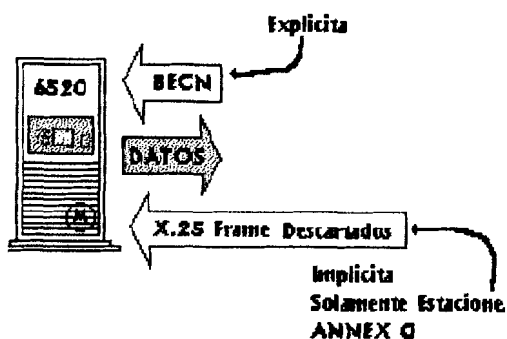 Explicita
6520
BECN
DATOS
X.25 Frame Descartados
Implicita
Solamente Estacione.
ANNEX G